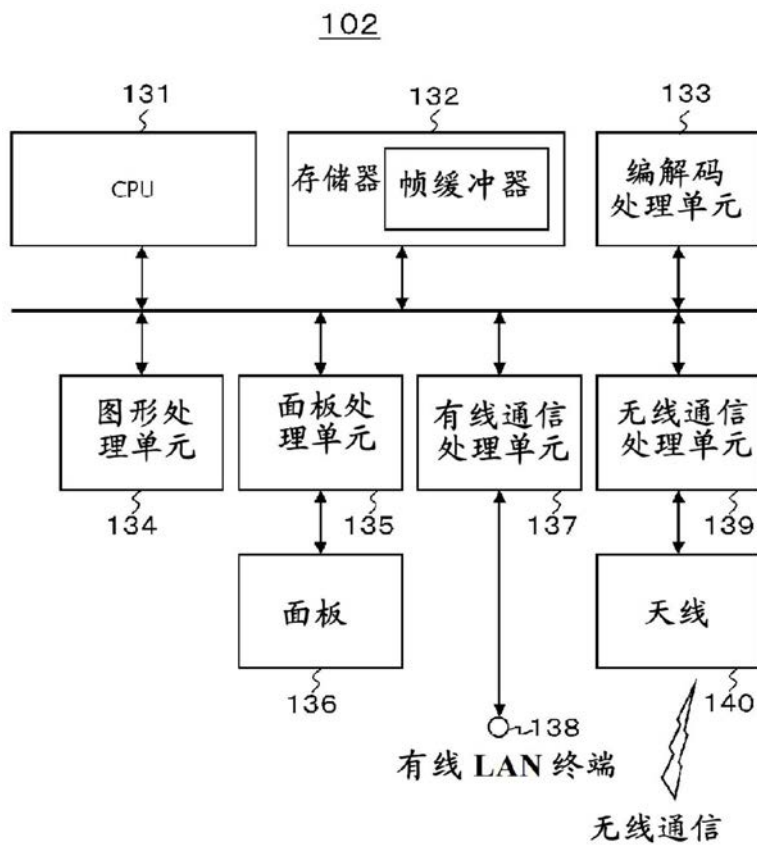 102
131
132
133
CPU
存储器
帧缓冲器
编解码
处理单元
图形处
理单元
面板处
理单元
有线通信
处理单元
无线通信
处理单元
134
135
137
139
面板
天线
136
140
138
有线 LAN 终端
无线通信